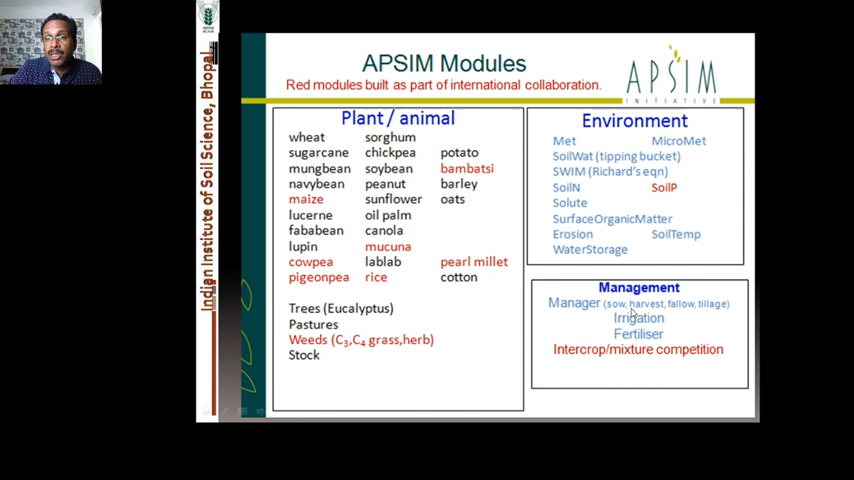 Indian Institute of Soil Science, Bhopal
APSIM Modules
Red modules built as part of international collaboration.
APSIM
INITIATIVE
Plant / animal
wheat sorghum
sugarcane chickpea potato
mungbean soybean bambatsi
navybean peanut barley
maize sunflower oats
lucerne oil palm
fababean canola
lupin mucuna
cowpea lablab pearl millet
pigeonpea rice cotton
Trees (Eucalyptus)
Pastures
Weeds (C3,C4 grass,herb)
Stock
Environment
Met MicroMet
SoilWat (tipping bucket)
SWIM (Richard's eqn)
SoilN SoilP
Solute
SurfaceOrganicMatter
Erosion SoilTemp
WaterStorage
Management
Manager (sow, harvest, fallow, tillage)
Irrigation
Fertiliser
Intercrop/mixture competition